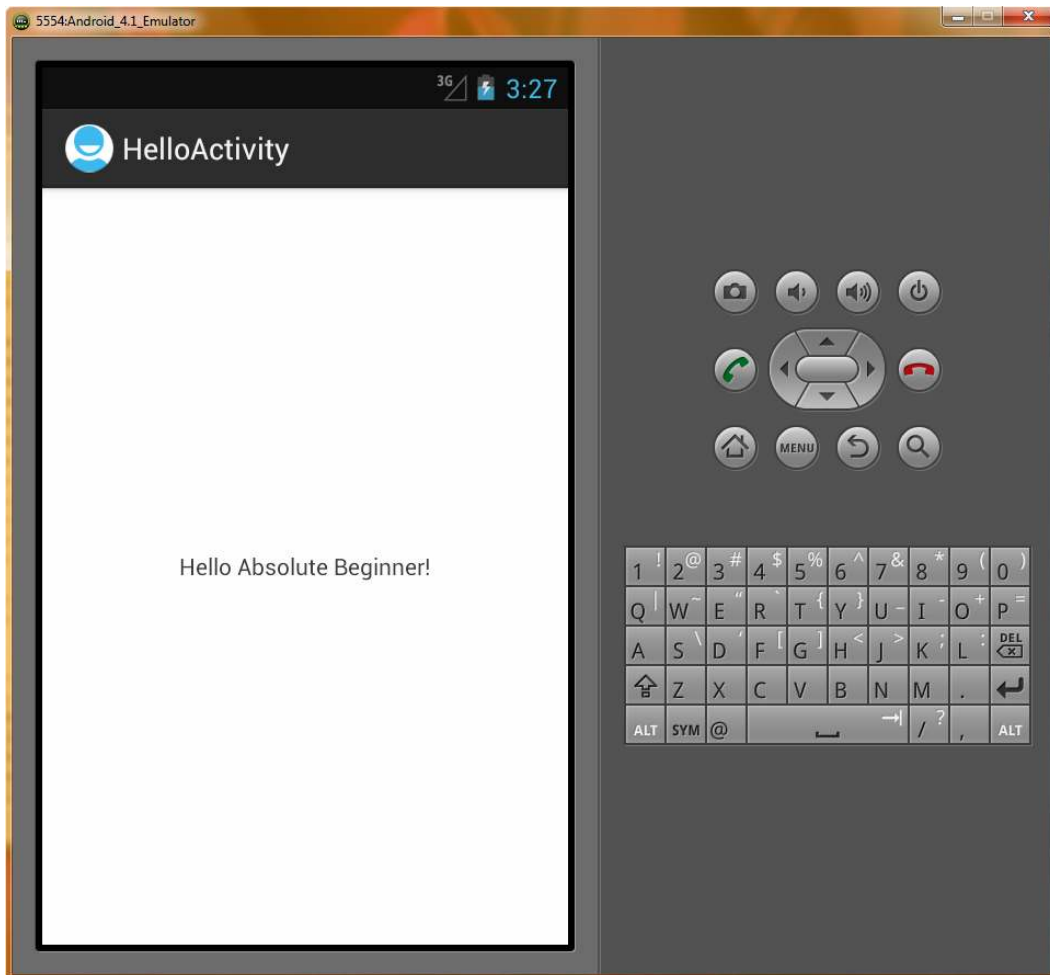 5554:Android_4.1_Emulator
3G 3:27
HelloActivity
Hello Absolute Beginner!
MENU
1 ! 2 @ 3 # 4 $ 5 % 6 ^ 7 & 8 * 9 ( 0 )
Q | W ~ E " R ` T { Y } U _ I - O + P =
A S \ D ' F [ G ] H < J > K ; L : DEL
Z X C V B N M .
ALT SYM @ / ? , ALT